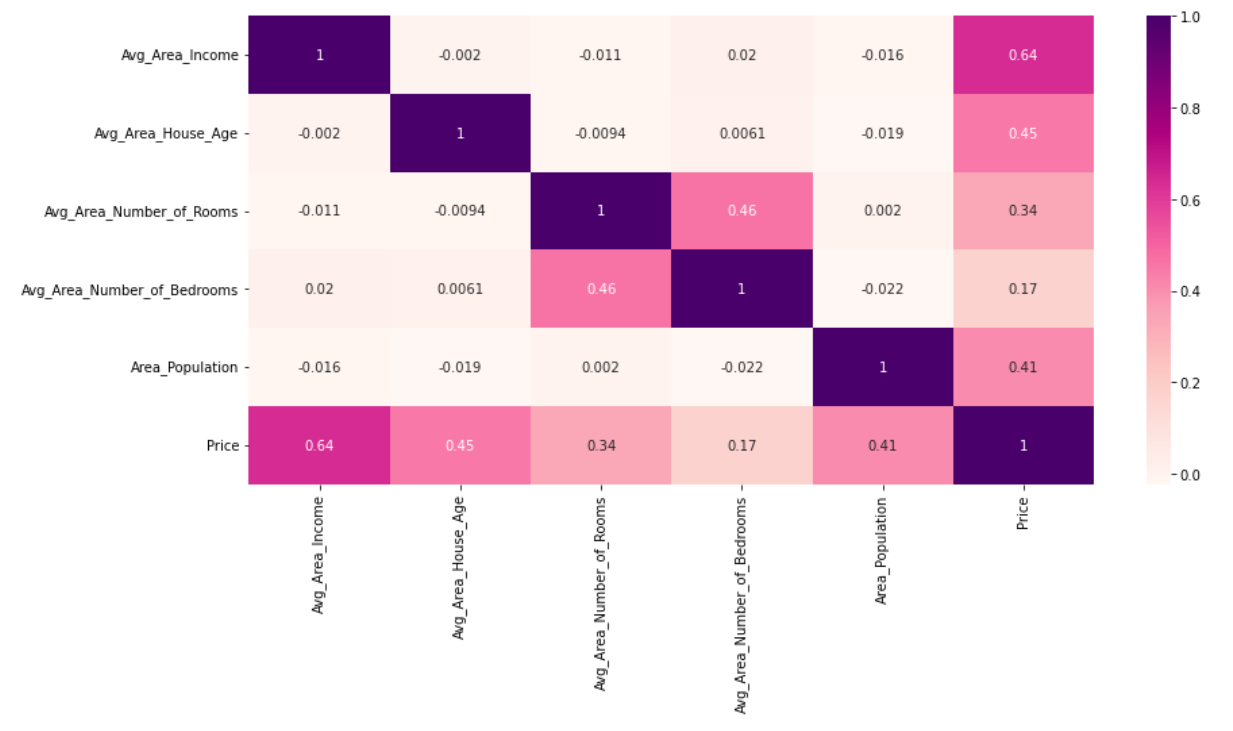 Avg_Area_Income 1 -0.002 -0.011 0.02 -0.016 0.64
Avg_Area_House_Age -0.002 1 -0.0094 0.0061 -0.019 0.45
Avg_Area_Number_of_Rooms -0.011 -0.0094 1 0.46 0.002 0.34
Avg_Area_Number_of_Bedrooms 0.02 0.0061 0.46 1 -0.022 0.17
Area_Population -0.016 -0.019 0.002 -0.022 1 0.41
Price 0.64 0.45 0.34 0.17 0.41 1
Avg_Area_Income
Avg_Area_House_Age
Avg_Area_Number_of_Rooms
Avg_Area_Number_of_Bedrooms
Area_Population
Price
1.0
0.8
0.6
0.4
0.2
0.0